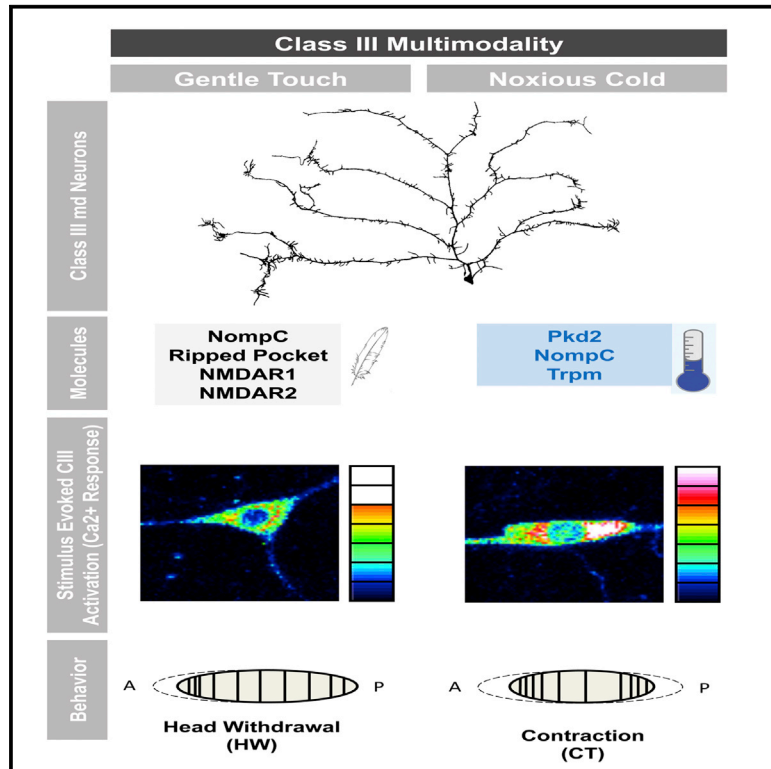 Class III Multimodality
Gentle Touch
Noxious Cold
Class III md Neurons
Molecules
NompC
Ripped Pocket
NMDAR1
NMDAR2
Pkd2
NompC
Trpm
Stimulus Evoked CIII
Activation (Ca2+ Response)
Behavior
A
P
Head Withdrawal
(HW)
A
P
Contraction
(CT)